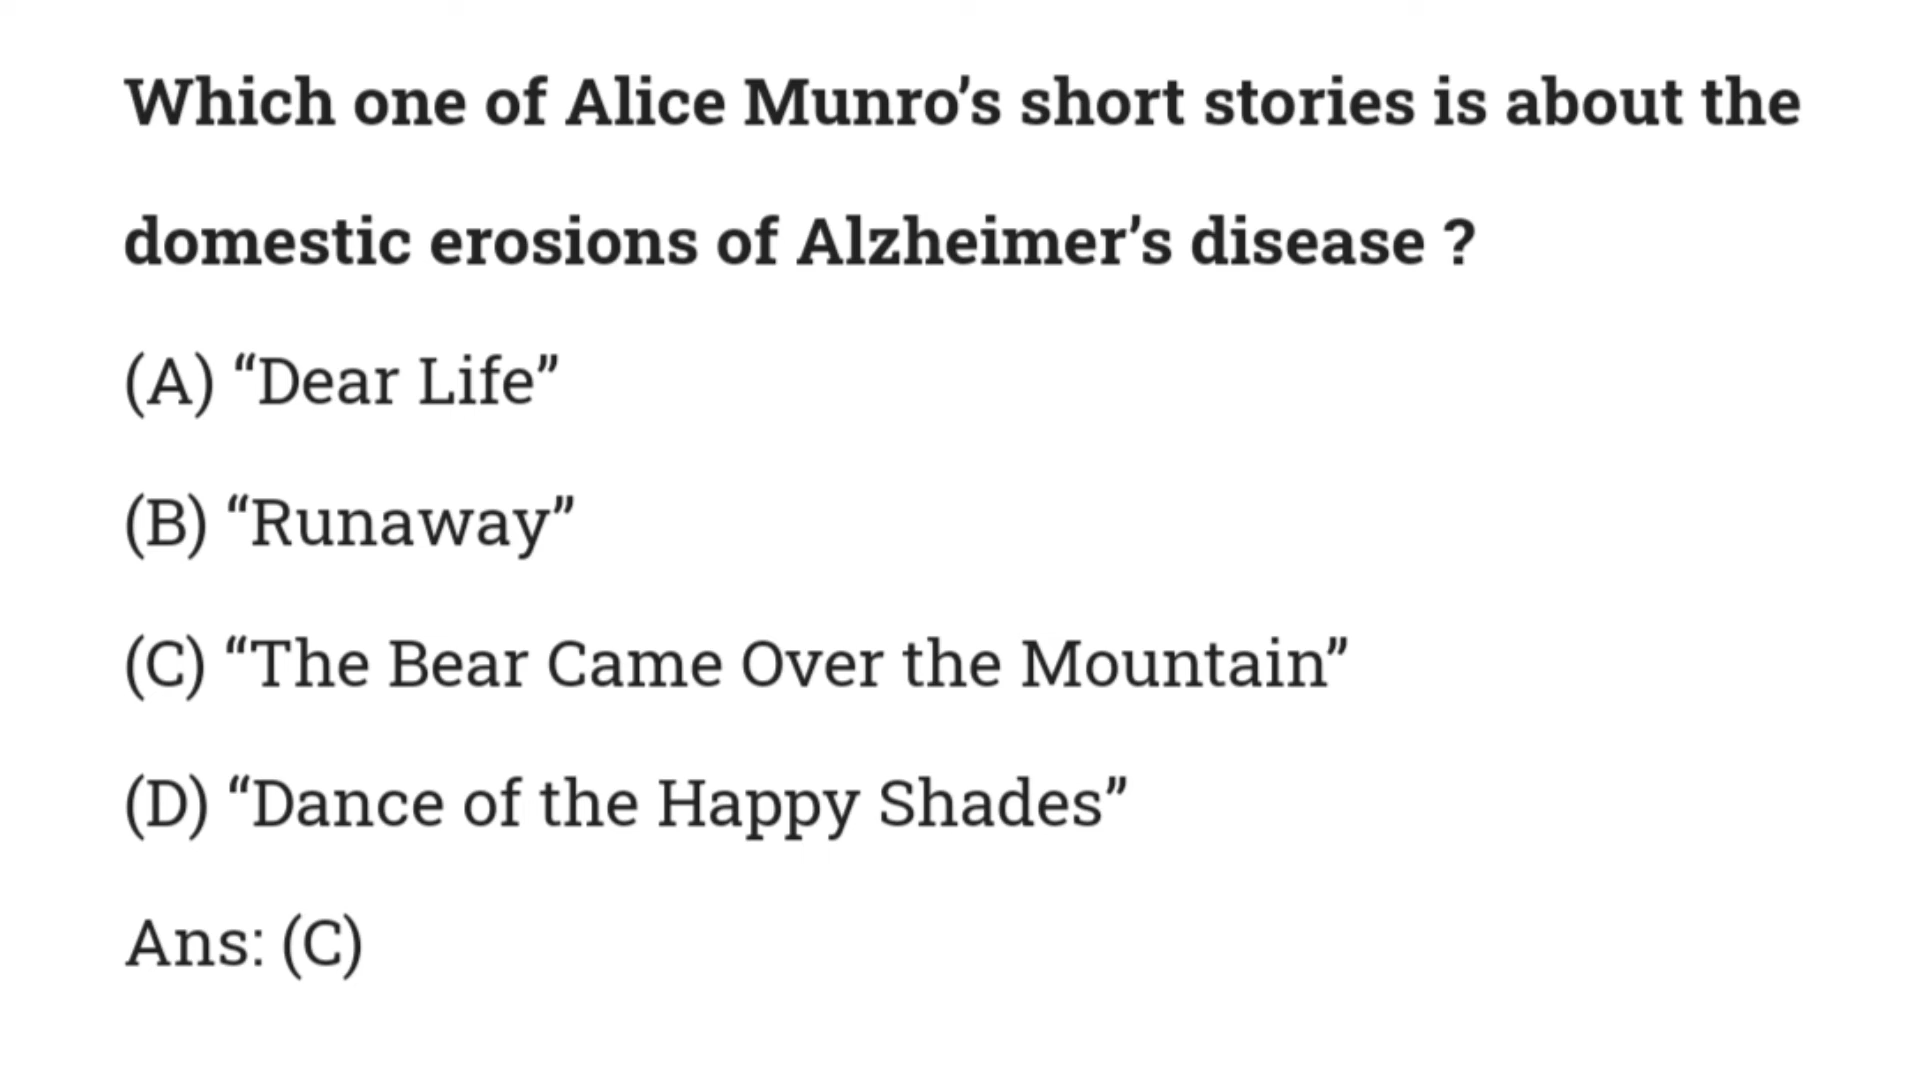 Which one of Alice Munro’s short stories is about the
domestic erosions of Alzheimer’s disease ?
(A) “Dear Life”
(B) “Runaway”
(C) “The Bear Came Over the Mountain”
(D) “Dance of the Happy Shades”
Ans: (C)